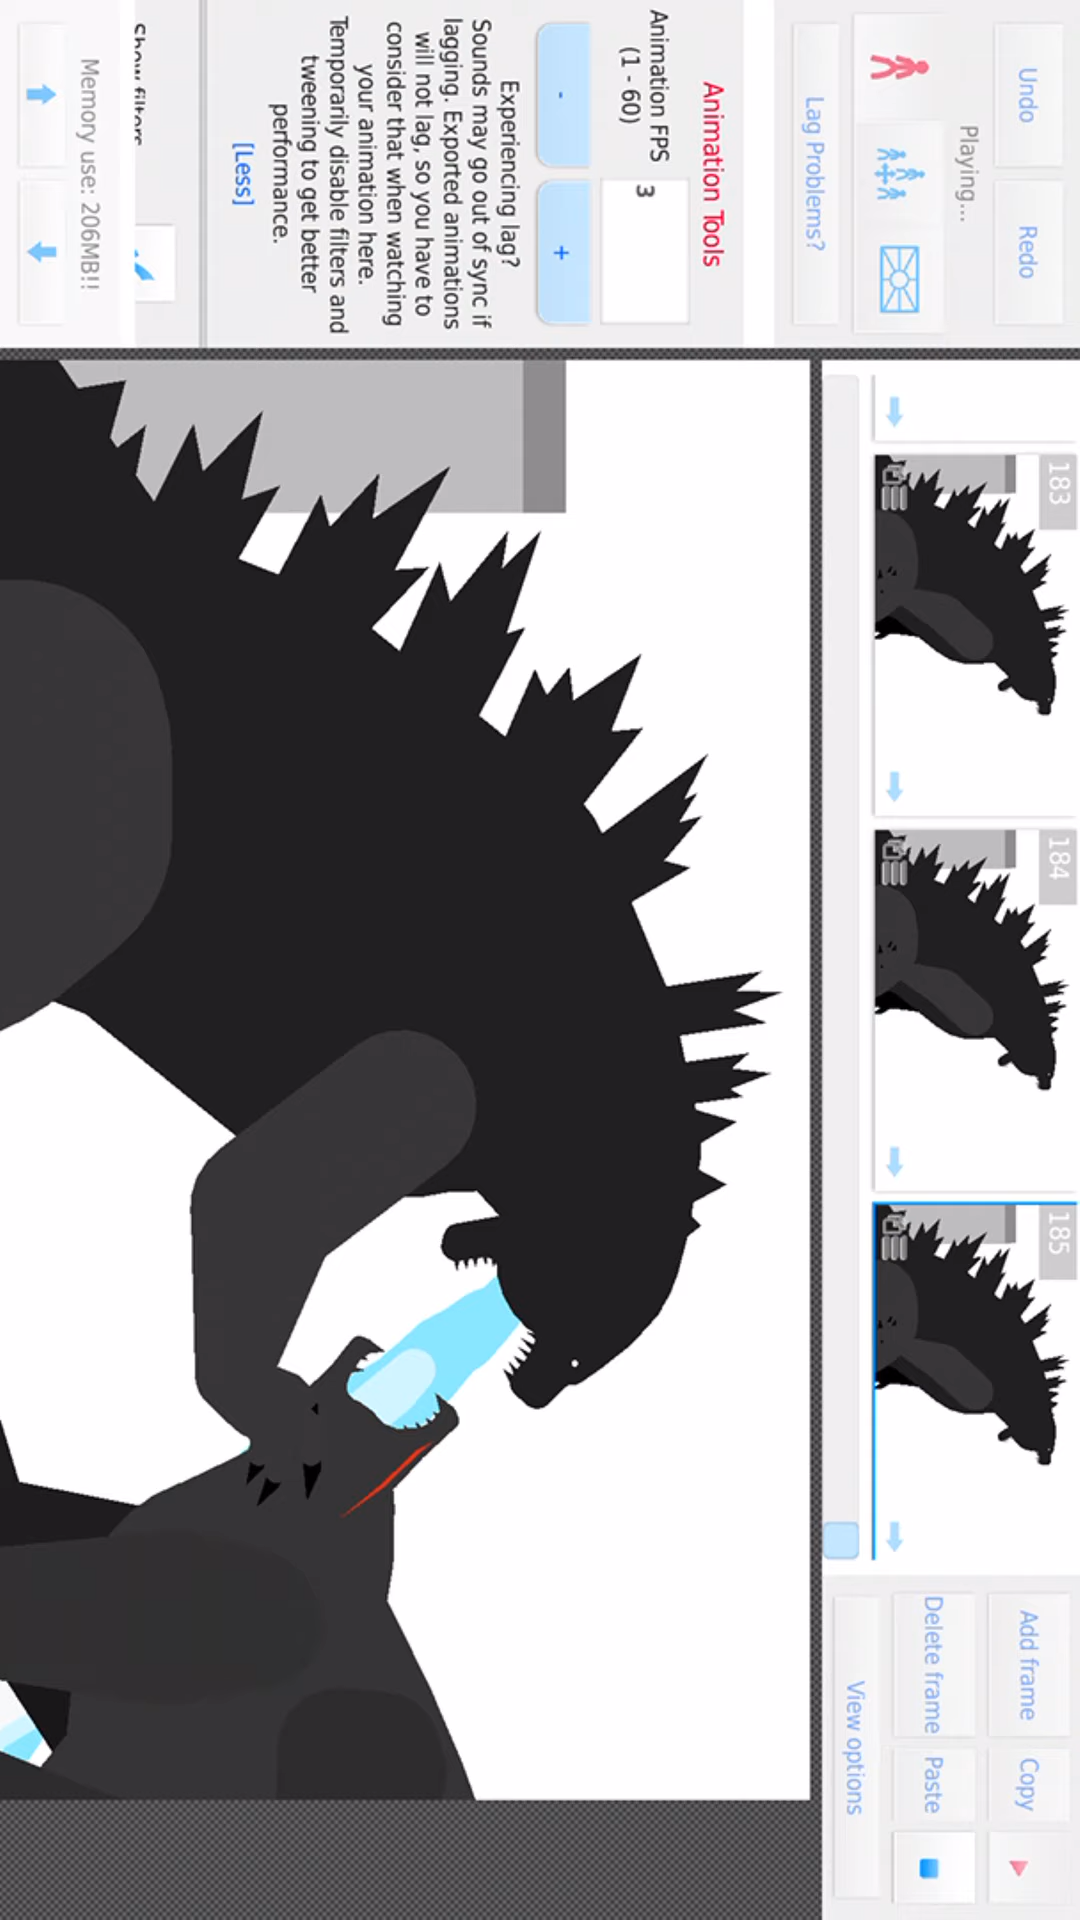 Undo
Redo
Playing...
Lag Problems?
Animation Tools
Animation FPS
(1 - 60)
3
-
+
Experiencing lag?
Sounds may go out of sync if
lagging. Exported animations
will not lag, so you have to
consider that when watching
your animation here.
Temporarily disable filters and
tweening to get better
performance.
[Less]
Show filters
Memory use: 206MB!!
183
184
185
Add frame
Copy
Delete frame
Paste
View options